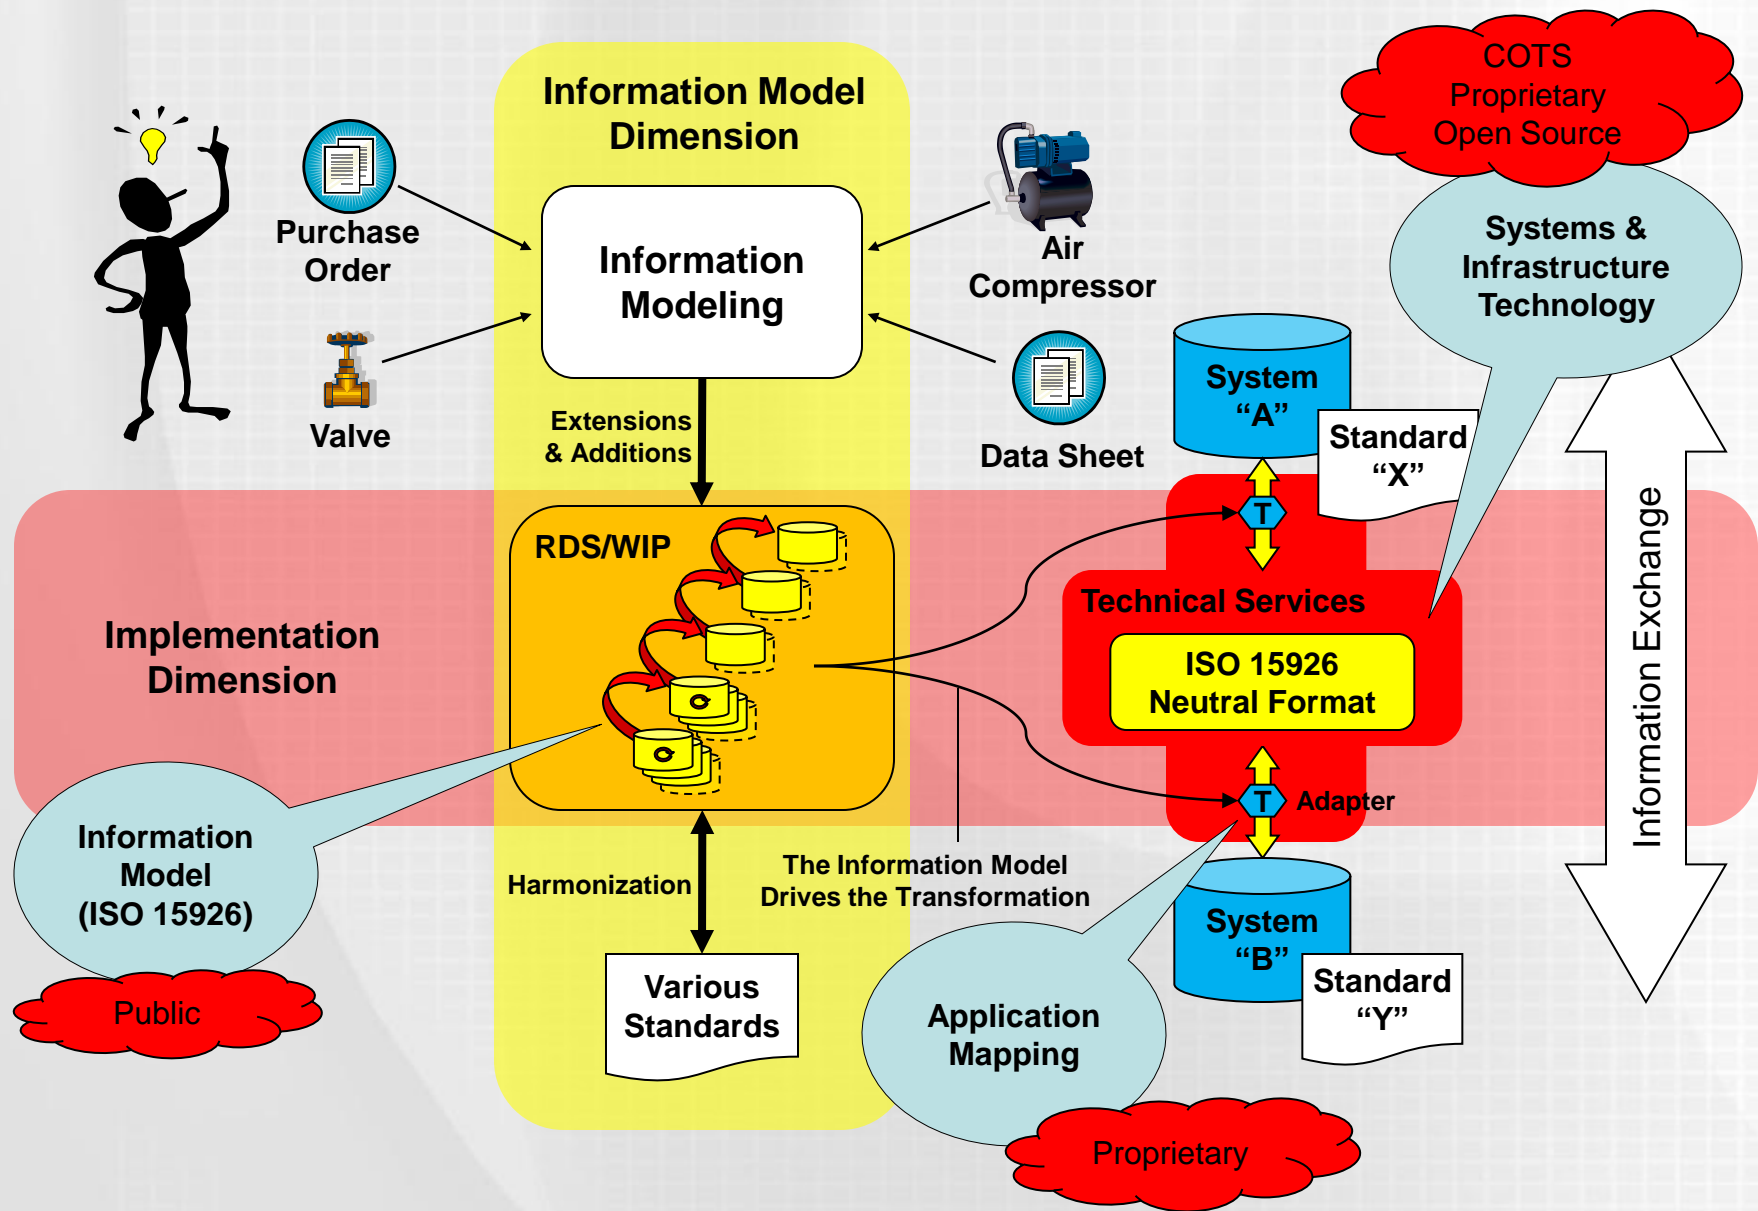 Information Model
Dimension
COTS
Proprietary
Open Source
Purchase
Order
Information
Modeling
Air
Compressor
Systems &
Infrastructure
Technology
Valve
Extensions
& Additions
Data Sheet
System
“A”
Standard
“X”
RDS/WIP
T
Technical Services
ISO 15926
Neutral Format
Implementation
Dimension
Information Exchange
T
Adapter
Information
Model
(ISO 15926)
Public
Harmonization
The Information Model
Drives the Transformation
System
“B”
Standard
“Y”
Various
Standards
Application
Mapping
Proprietary